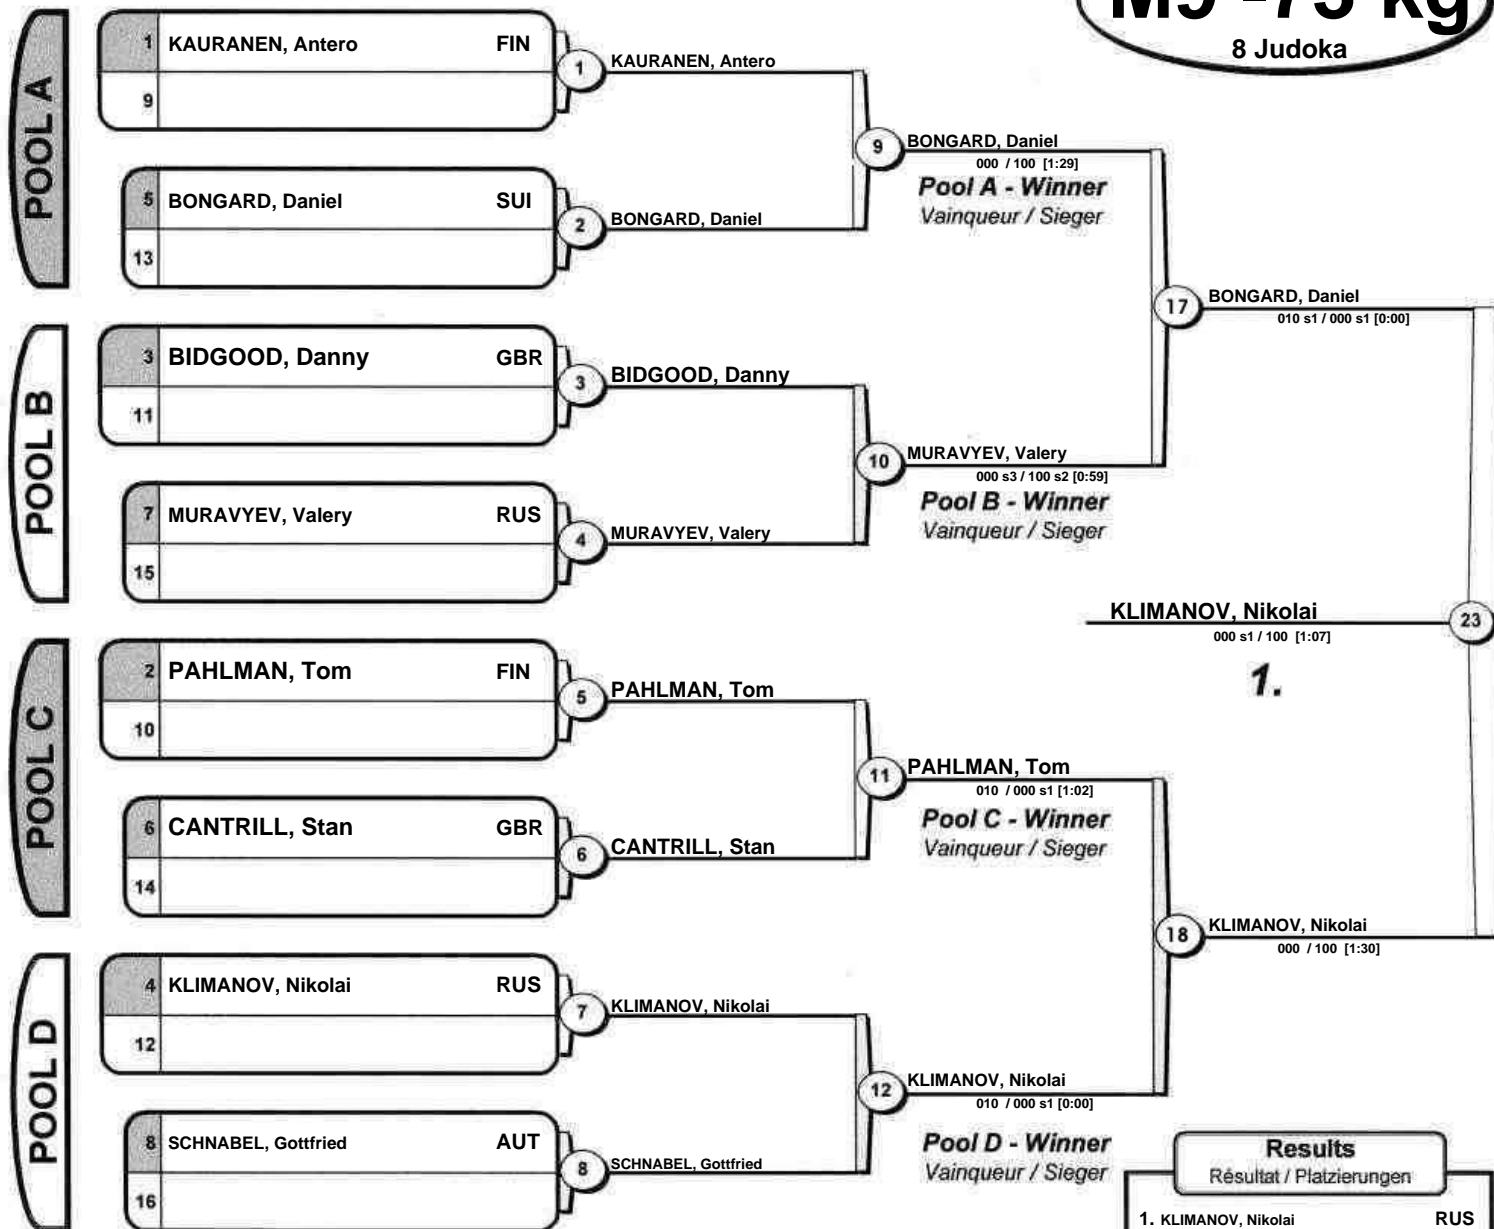 M9 -73 kg
8 Judoka
POOL A
1 KAURANEN, Antero FIN
9
5 BONGARD, Daniel SUI
13
1 KAURANEN, Antero
2 BONGARD, Daniel
9 BONGARD, Daniel
000 / 100 [1:29]
Pool A - Winner
Vainqueur / Sieger
POOL B
3 BIDGOOD, Danny GBR
11
7 MURAVYEV, Valery RUS
15
3 BIDGOOD, Danny
4 MURAVYEV, Valery
10 MURAVYEV, Valery
000 s3 / 100 s2 [0:59]
Pool B - Winner
Vainqueur / Sieger
17 BONGARD, Daniel
010 s1 / 000 s1 [0:00]
KLIMANOV, Nikolai 23
000 s1 / 100 [1:07]
1.
POOL C
2 PAHLMAN, Tom FIN
10
6 CANTRILL, Stan GBR
14
5 PAHLMAN, Tom
6 CANTRILL, Stan
11 PAHLMAN, Tom
010 / 000 s1 [1:02]
Pool C - Winner
Vainqueur / Sieger
POOL D
4 KLIMANOV, Nikolai RUS
12
8 SCHNABEL, Gottfried AUT
16
7 KLIMANOV, Nikolai
8 SCHNABEL, Gottfried
12 KLIMANOV, Nikolai
010 / 000 s1 [0:00]
Pool D - Winner
Vainqueur / Sieger
18 KLIMANOV, Nikolai
000 / 100 [1:30]
Results
Résultat / Platzierungen
1. KLIMANOV, Nikolai RUS